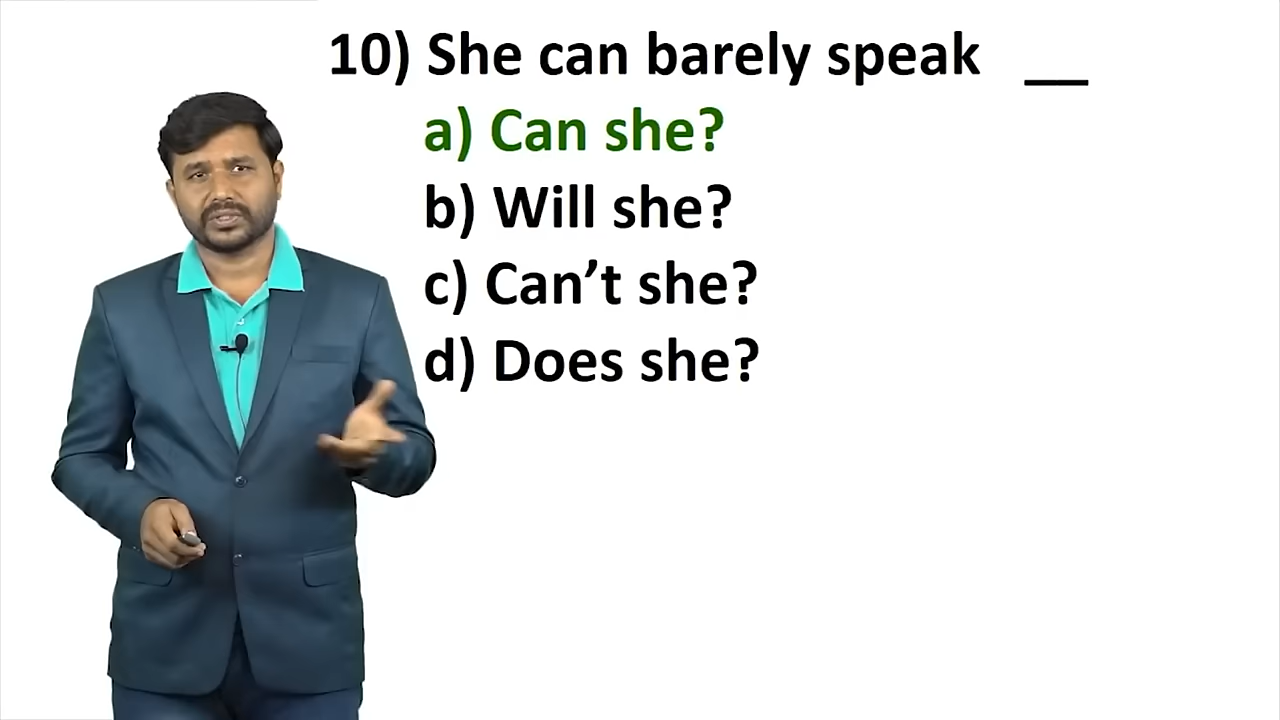 10) She can barely speak __
a) Can she?
b) Will she?
c) Can’t she?
d) Does she?